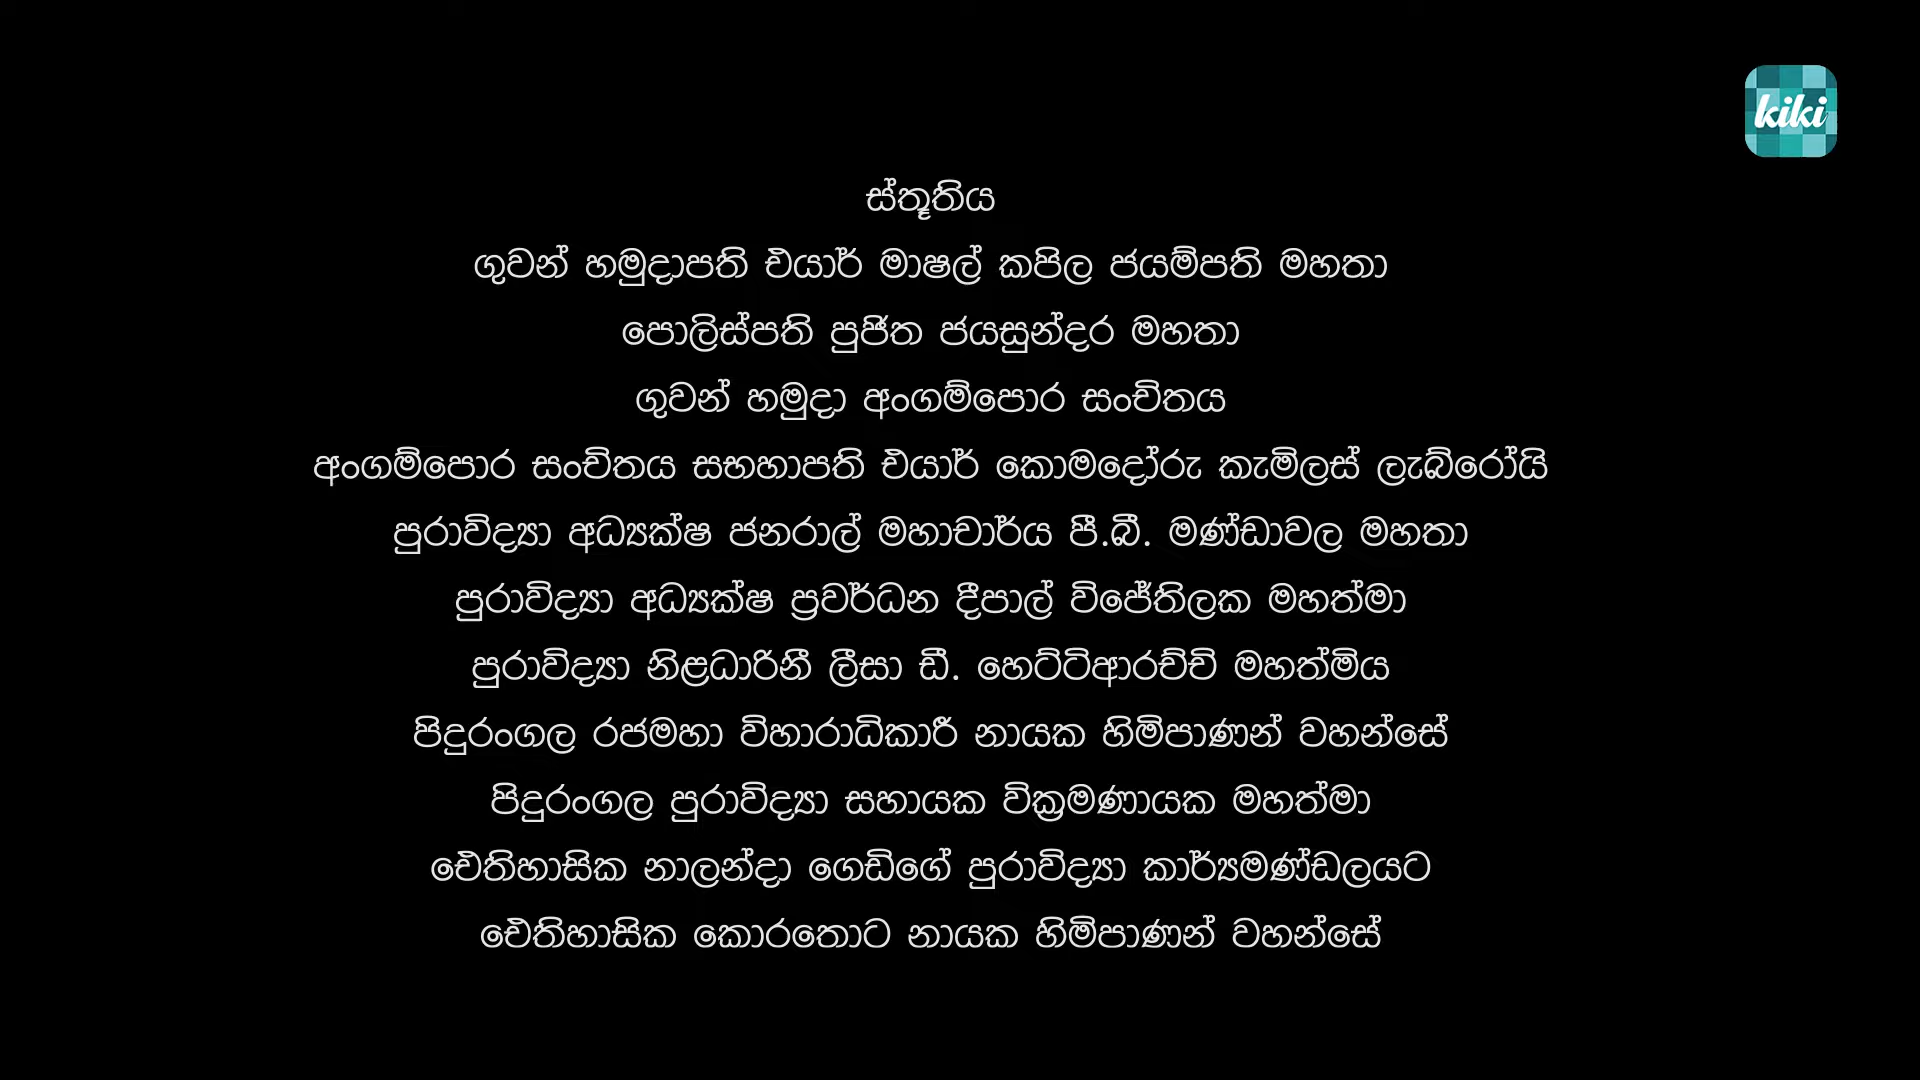 kiki
ස්තූතිය
ගුවන් හමුදාපති එයාර් මාෂල් කපිල ජයම්පති මහතා
පොලිස්පති පුජිත ජයසුන්දර මහතා
ගුවන් හමුදා අංගම්පොර සංචිතය
අංගම්පොර සංචිතය සභහාපති එයාර් කොමදෝරු කැමිලස් ලැබ්රෝයි
පුරාවිද්‍යා අධ්‍යක්ෂ ජනරාල් මහාචාර්ය පී.බී. මණ්ඩාවල මහතා
පුරාවිද්‍යා අධ්‍යක්ෂ ප්‍රවර්ධන දීපාල් විජේතිලක මහත්මා
පුරාවිද්‍යා නිළධාරිනී ලීසා ඩී. හෙට්ටිආරච්චි මහත්මිය
පිදුරංගල රජමහා විහාරාධිකාරී නායක හිමිපාණන් වහන්සේ
පිදුරංගල පුරාවිද්‍යා සහායක වික්‍රමණායක මහත්මා
ඓතිහාසික නාලන්දා ගෙඩිගේ පුරාවිද්‍යා කාර්යමණ්ඩලයට
ඓතිහාසික කොරතොට නායක හිමිපාණන් වහන්සේ